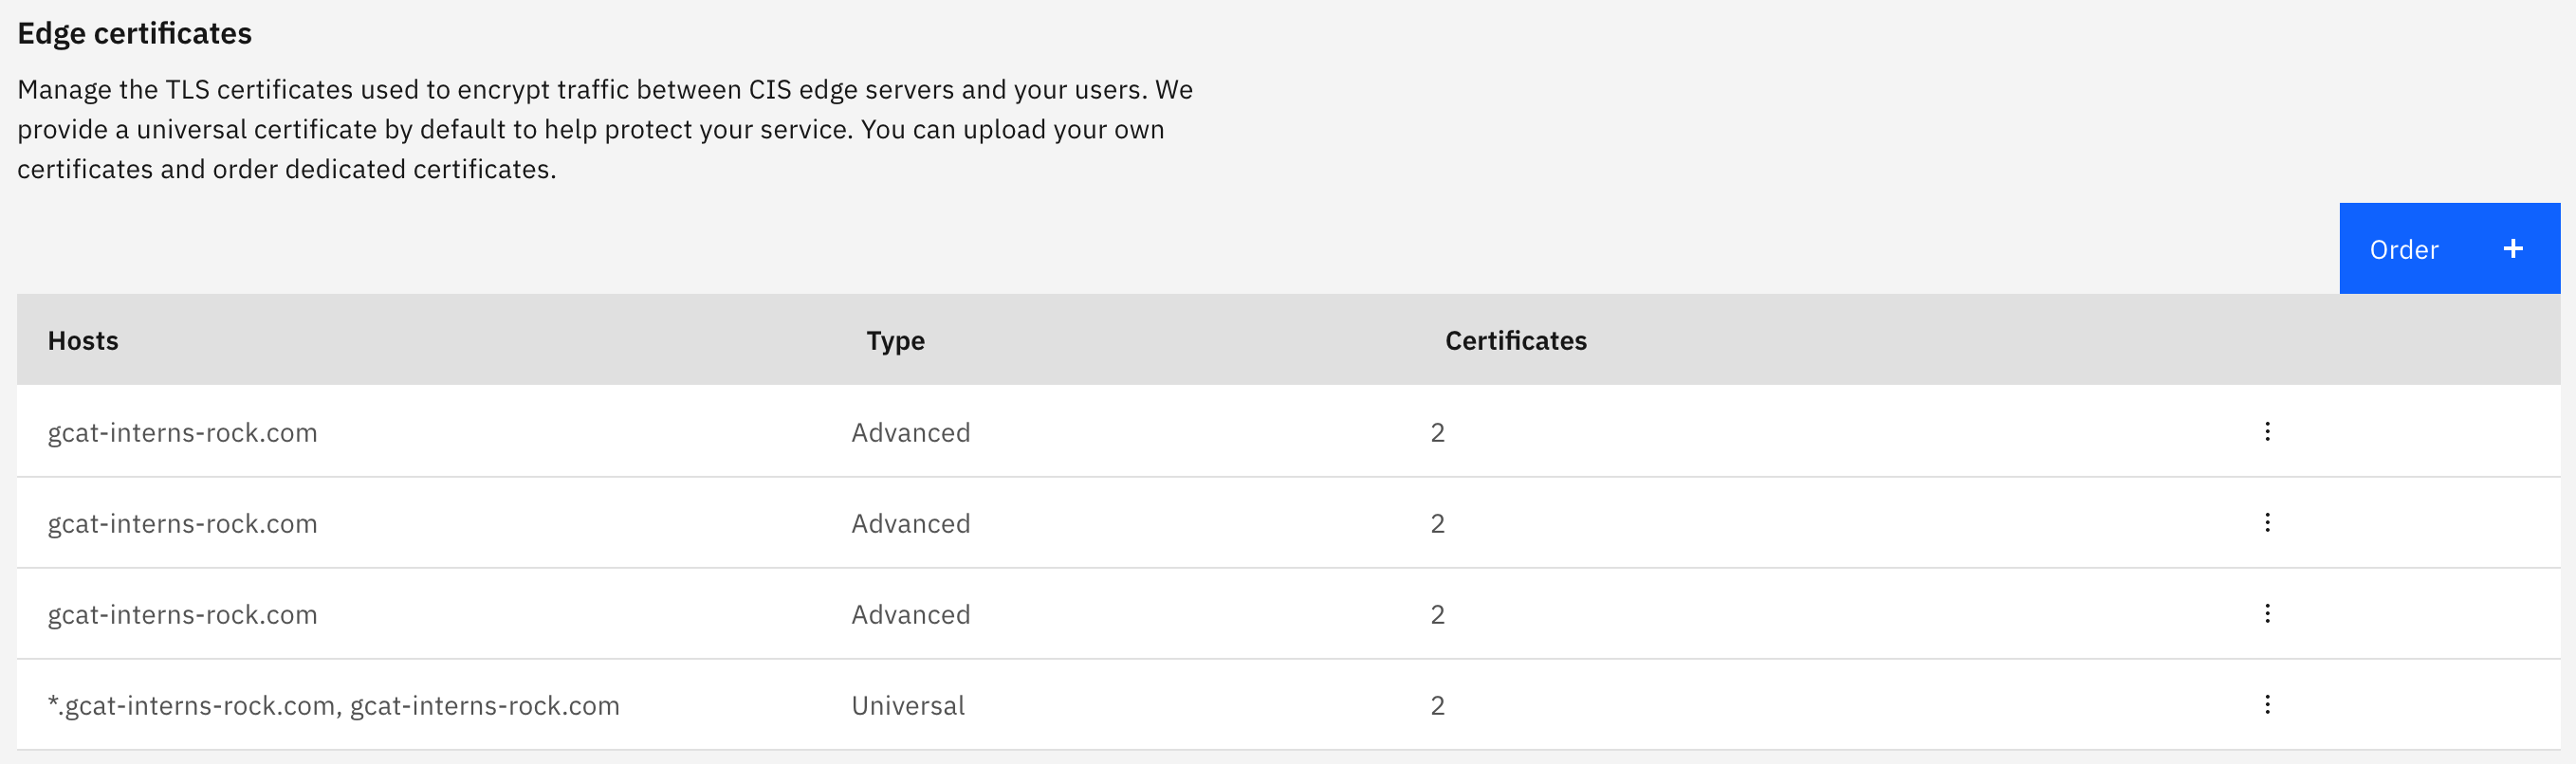 Edge certificates
Manage the TLS certificates used to encrypt traffic between CIS edge servers and your users. We
provide a universal certificate by default to help protect your service. You can upload your own
certificates and order dedicated certificates.
Order +
Hosts Type Certificates
gcat-interns-rock.com Advanced 2
gcat-interns-rock.com Advanced 2
gcat-interns-rock.com Advanced 2
*.gcat-interns-rock.com, gcat-interns-rock.com Universal 2